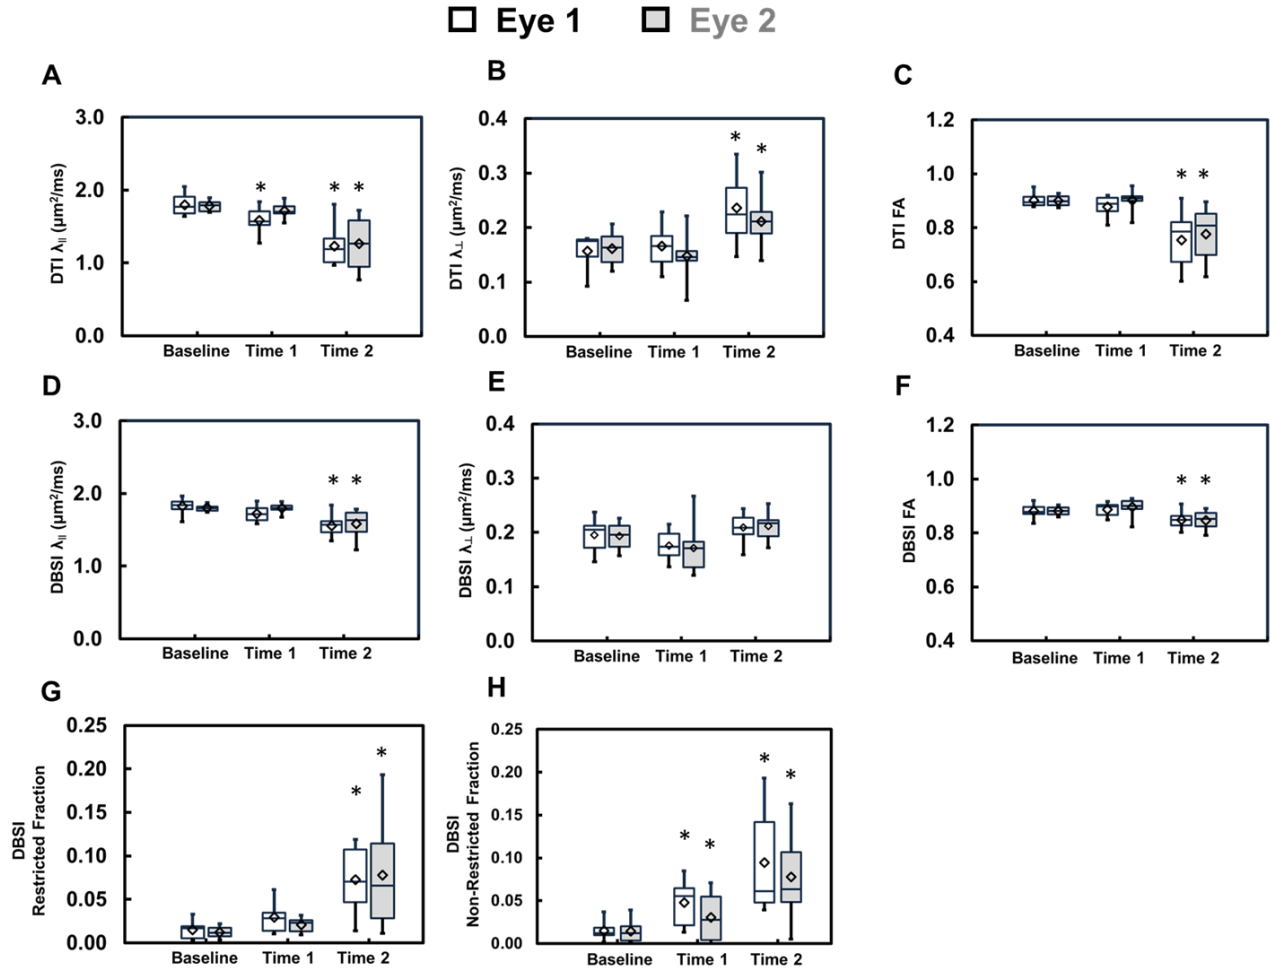 Eye 1 Eye 2
A
DTI λ∥ (µm²/ms)
3.0
2.0
1.0
0.0
* * *
Baseline Time 1 Time 2
B
DTI λ⊥ (µm²/ms)
0.4
0.3
0.2
0.1
0.0
* *
Baseline Time 1 Time 2
C
DTI FA
1.2
1.0
0.8
0.6
0.4
* *
Baseline Time 1 Time 2
D
DBSI λ∥ (µm²/ms)
3.0
2.0
1.0
0.0
* *
Baseline Time 1 Time 2
E
DBSI λ⊥ (µm²/ms)
0.4
0.3
0.2
0.1
0.0
Baseline Time 1 Time 2
F
DBSI FA
1.2
1.0
0.8
0.6
0.4
* *
Baseline Time 1 Time 2
G
DBSI
Restricted Fraction
0.25
0.20
0.15
0.10
0.05
0.00
* *
Baseline Time 1 Time 2
H
DBSI
Non-Restricted Fraction
0.25
0.20
0.15
0.10
0.05
0.00
* * * *
Baseline Time 1 Time 2